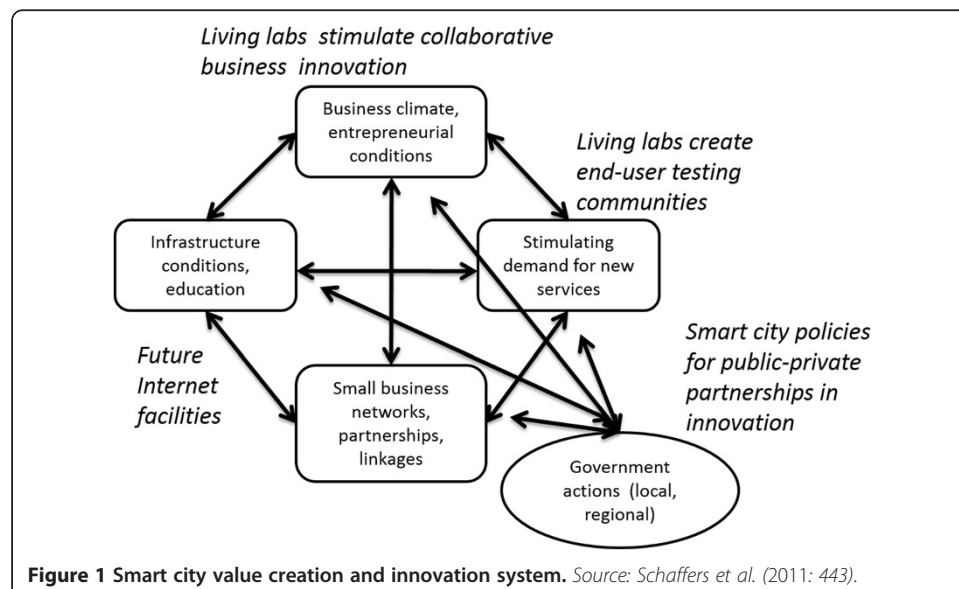 Living labs stimulate collaborative
business innovation
Business climate,
entrepreneurial
conditions
Living labs create
end-user testing
communities
Infrastructure
conditions,
education
Stimulating
demand for new
services
Future
Internet
facilities
Small business
networks,
partnerships,
linkages
Smart city policies
for public-private
partnerships in
innovation
Government
actions (local,
regional)
Figure 1 Smart city value creation and innovation system. Source: Schaffers et al. (2011: 443).